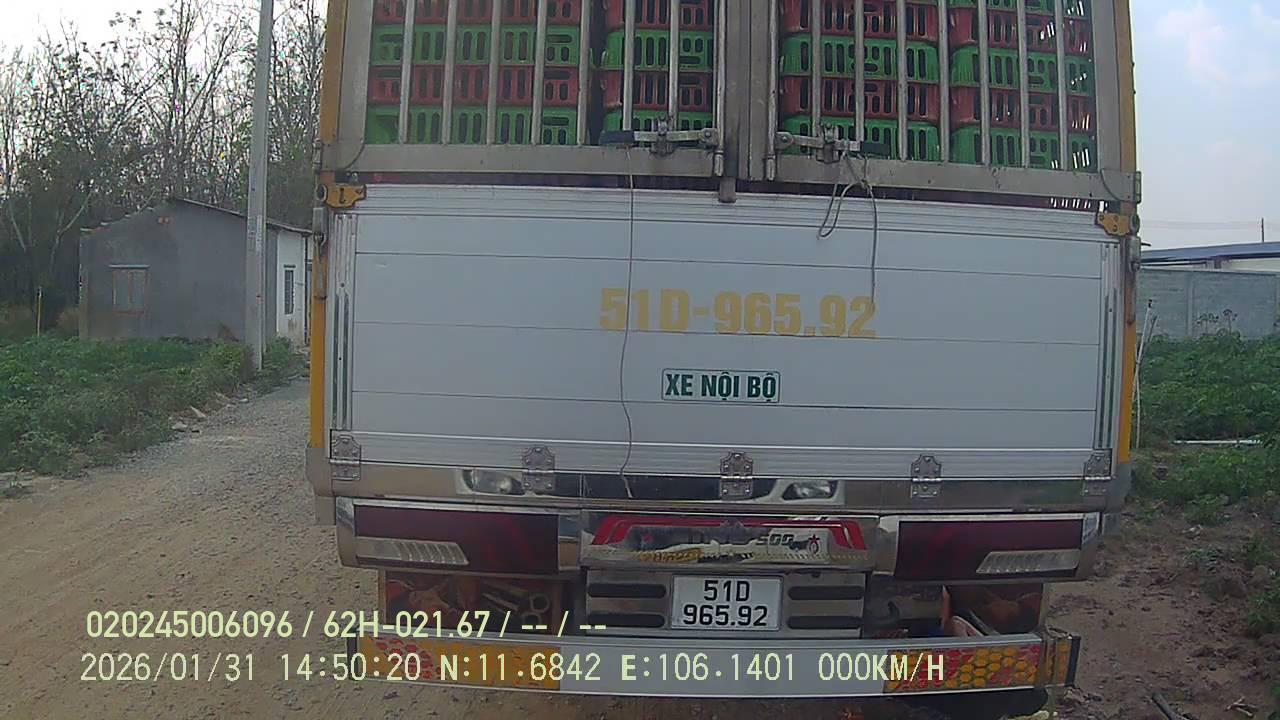 51D-965.92
XE NỘI BỘ
500
51D
965.92
020245006096 / 62H-021.67 / -- / --
2026/01/31 14:50:20 N:11.6842 E:106.1401 000KM/H